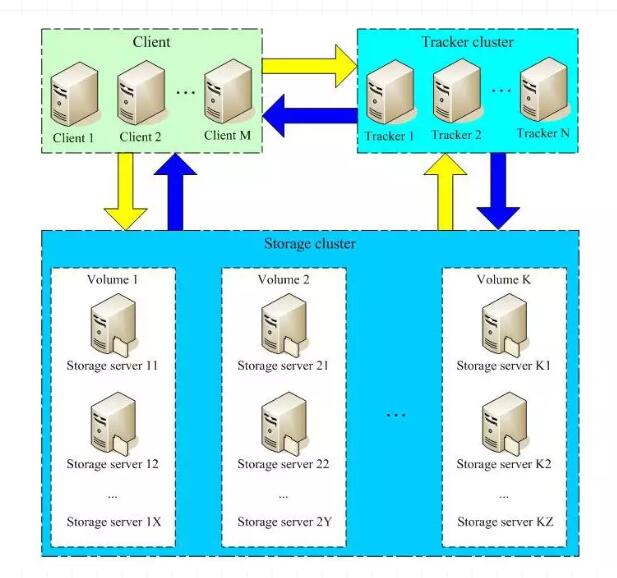 Client
Tracker cluster
...
...
Client 1
Client 2
Client M
Tracker 1
Tracker 2
Tracker N
Storage cluster
Volume 1
Volume 2
Volume K
Storage server 11
Storage server 21
Storage server K1
...
Storage server 12
Storage server 22
Storage server K2
...
...
...
Storage server 1X
Storage server 2Y
Storage server KZ